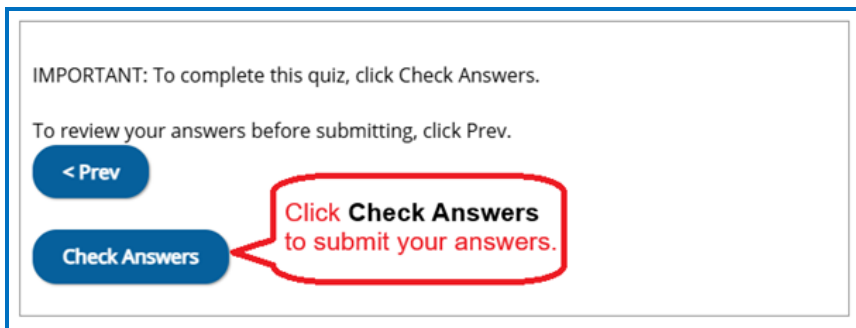 IMPORTANT: To complete this quiz, click Check Answers.
To review your answers before submitting, click Prev.
< Prev
Click Check Answers
to submit your answers.
Check Answers